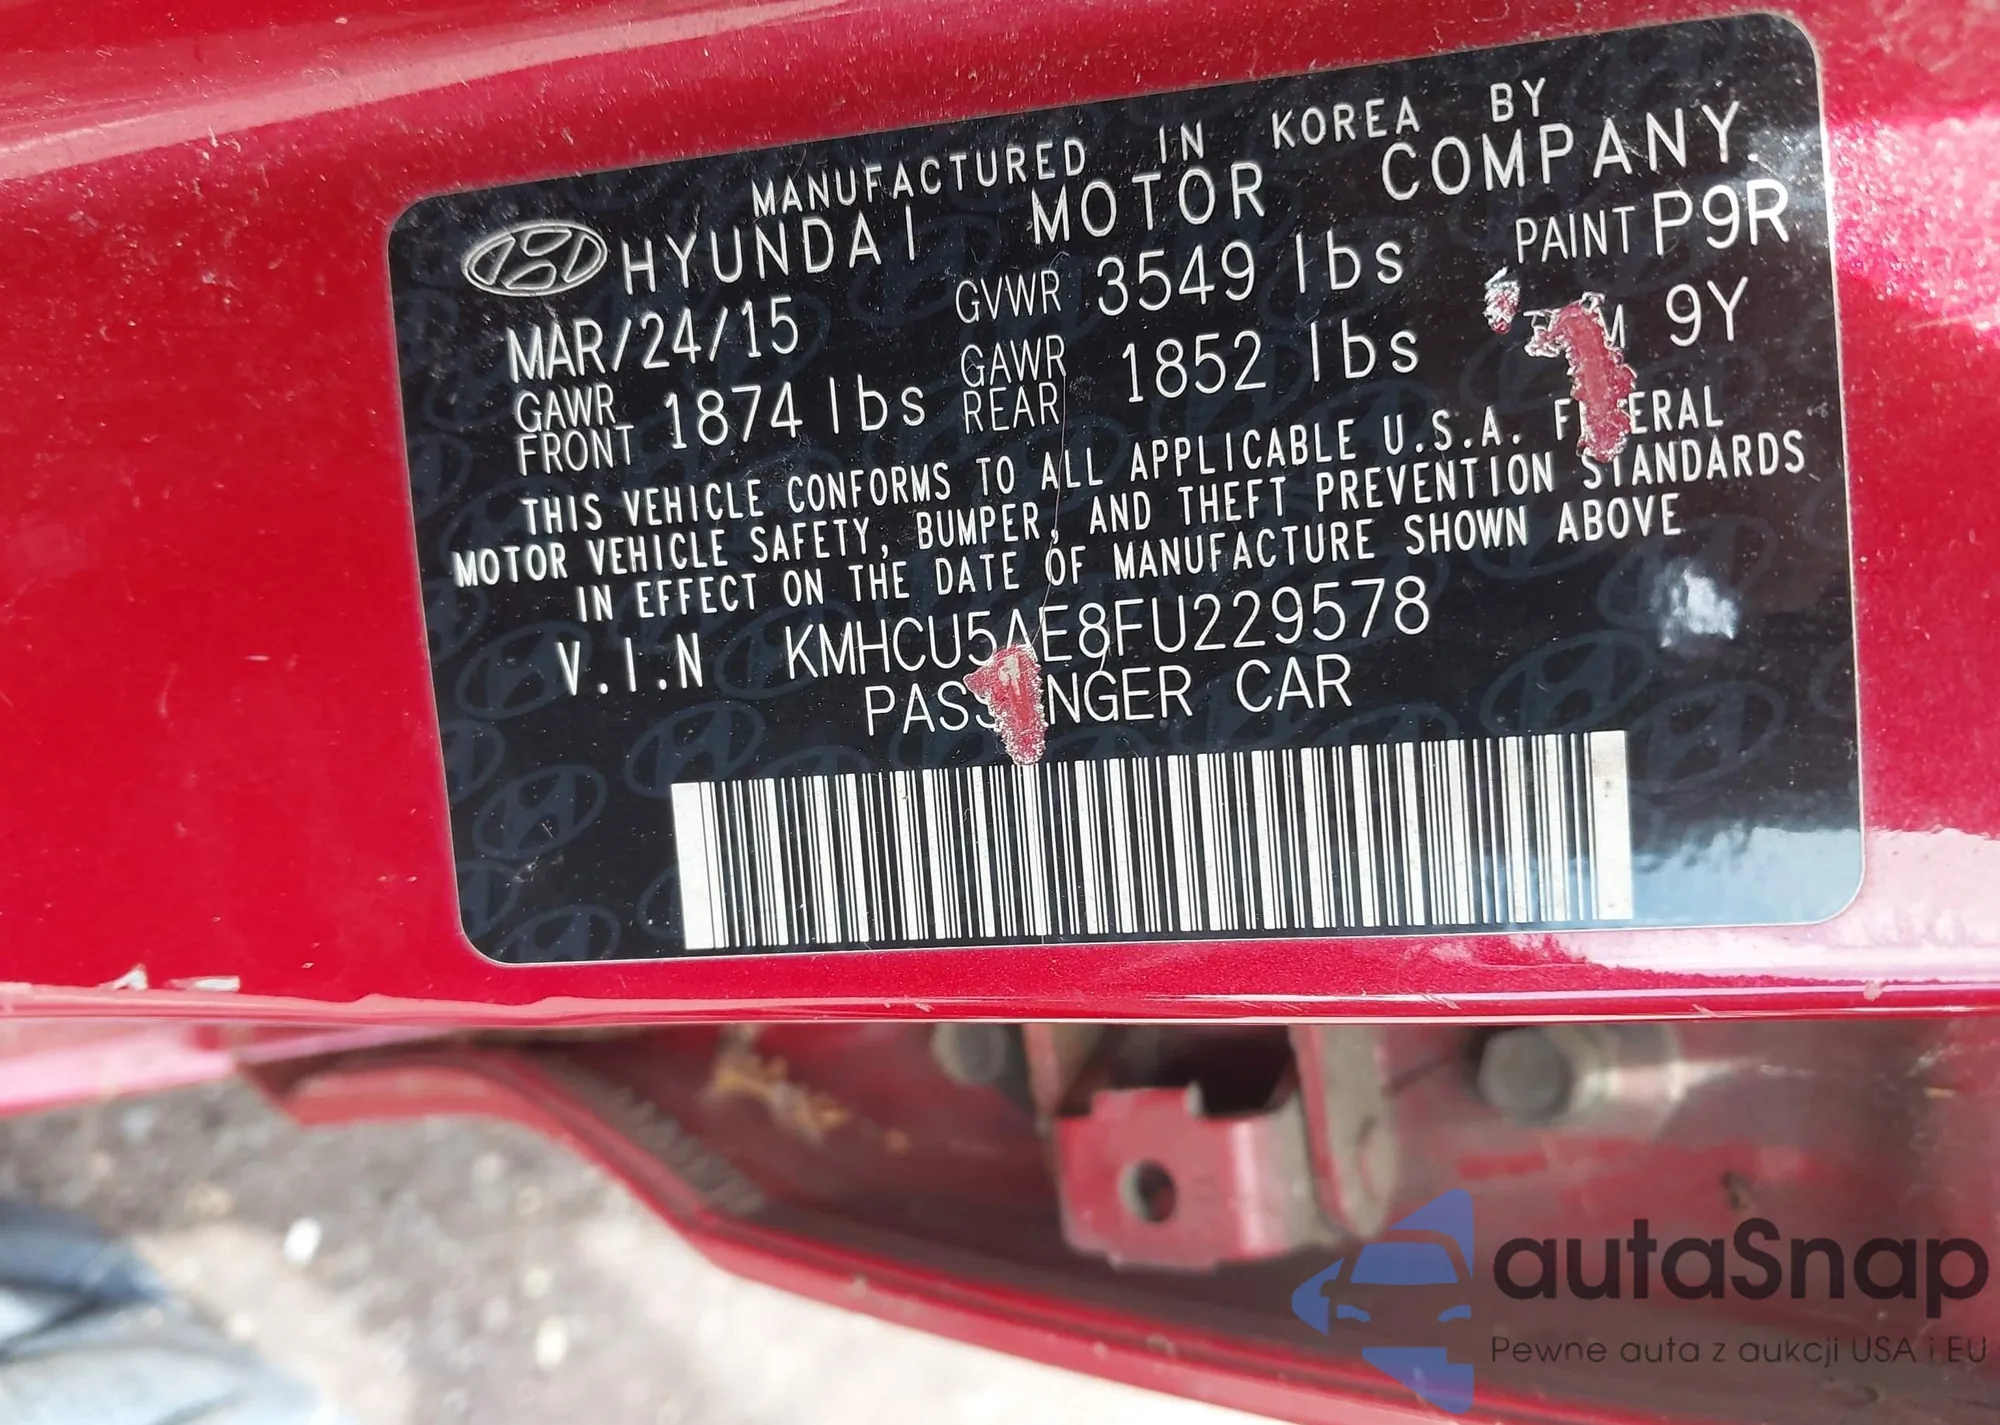 MANUFACTURED IN KOREA BY
HYUNDAI MOTOR COMPANY.
MAR/24/15 GVWR 3549 lbs PAINT P9R
GAWR FRONT 1874 lbs GAWR REAR 1852 lbs 9Y
THIS VEHICLE CONFORMS TO ALL APPLICABLE U.S.A. FEDERAL
MOTOR VEHICLE SAFETY, BUMPER, AND THEFT PREVENTION STANDARDS
IN EFFECT ON THE DATE OF MANUFACTURE SHOWN ABOVE
V.I.N KMHCU5AE8FU229578
PASSENGER CAR
autaSnap
Pewne auta z aukcji USA i EU